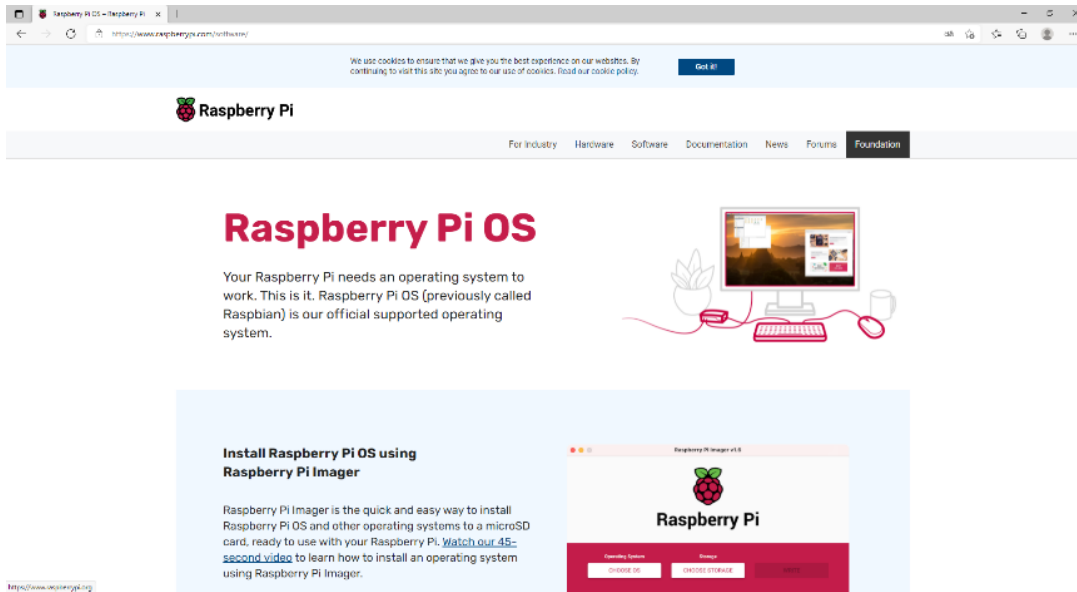 Raspberry Pi OS – Raspberry Pi
https://www.raspberrypi.com/software/
We use cookies to ensure that we give you the best experience on our websites. By
continuing to visit this site you agree to our use of cookies. Read our cookie policy.
Got it!
Raspberry Pi
For industry Hardware Software Documentation News Forums Foundation
Raspberry Pi OS
Your Raspberry Pi needs an operating system to
work. This is it. Raspberry Pi OS (previously called
Raspbian) is our official supported operating
system.
Install Raspberry Pi OS using
Raspberry Pi Imager
Raspberry Pi Imager is the quick and easy way to install
Raspberry Pi OS and other operating systems to a microSD
card, ready to use with your Raspberry Pi. Watch our 45-
second video to learn how to install an operating system
using Raspberry Pi Imager.
Raspberry Pi Imager v1.6
Raspberry Pi
Operating System Storage
CHOOSE OS CHOOSE STORAGE WRITE
https://www.raspberrypi.org